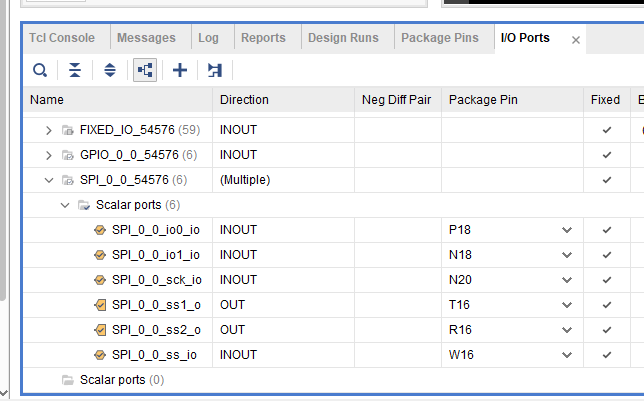 Tcl Console Messages Log Reports Design Runs Package Pins I/O Ports ×
Name Direction Neg Diff Pair Package Pin Fixed
FIXED_IO_54576 (59) INOUT
GPIO_0_0_54576 (6) INOUT
SPI_0_0_54576 (6) (Multiple)
Scalar ports (6)
SPI_0_0_io0_io INOUT P18
SPI_0_0_io1_io INOUT N18
SPI_0_0_sck_io INOUT N20
SPI_0_0_ss1_o OUT T16
SPI_0_0_ss2_o OUT R16
SPI_0_0_ss_io INOUT W16
Scalar ports (0)